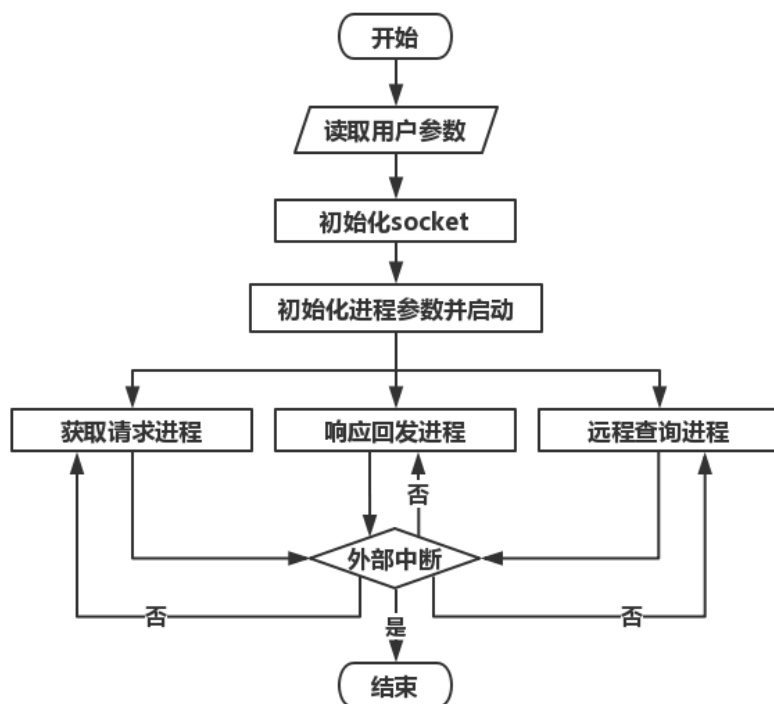 开始
读取用户参数
初始化socket
初始化进程参数并启动
获取请求进程
响应回发进程
远程查询进程
否
外部中断
否
是
否
结束